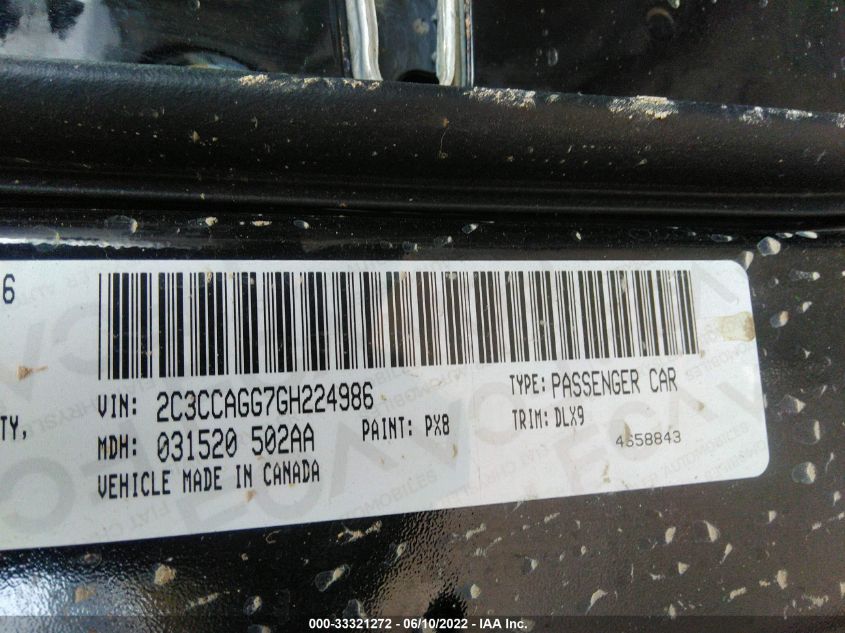 6
VIN: 2C3CCAGG7GH224986
TYPE: PASSENGER CAR
TY,
MDH: 031520 502AA
PAINT: PX8
TRIM: DLX9
4658843
VEHICLE MADE IN CANADA
000-33321272 - 06/10/2022 - IAA Inc.